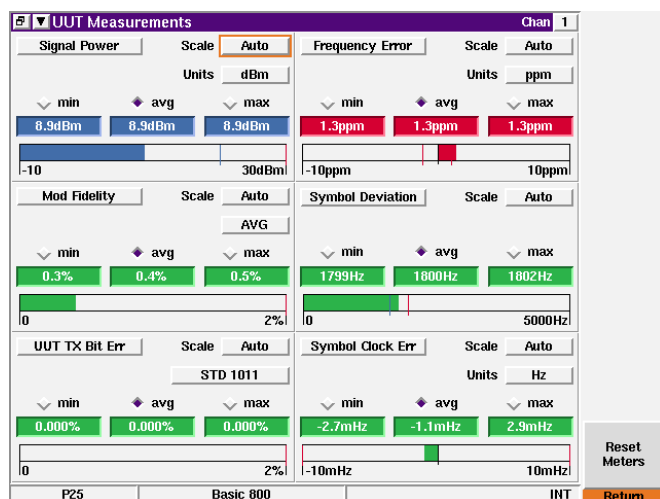 UUT Measurements Chan 1
Signal Power Scale Auto
Units dBm
min avg max
8.9dBm 8.9dBm 8.9dBm
-10 30dBm
Frequency Error Scale Auto
Units ppm
min avg max
1.3ppm 1.3ppm 1.3ppm
-10ppm 10ppm
Mod Fidelity Scale Auto
AVG
min avg max
0.3% 0.4% 0.5%
0 2%
Symbol Deviation Scale Auto
min avg max
1799Hz 1800Hz 1802Hz
0 5000Hz
UUT TX Bit Err Scale Auto
STD 1011
min avg max
0.000% 0.000% 0.000%
0 2%
Symbol Clock Err Scale Auto
Units Hz
min avg max
-2.7mHz -1.1mHz 2.9mHz
-10mHz 10mHz
Reset
Meters
P25 Basic 800 INT Return